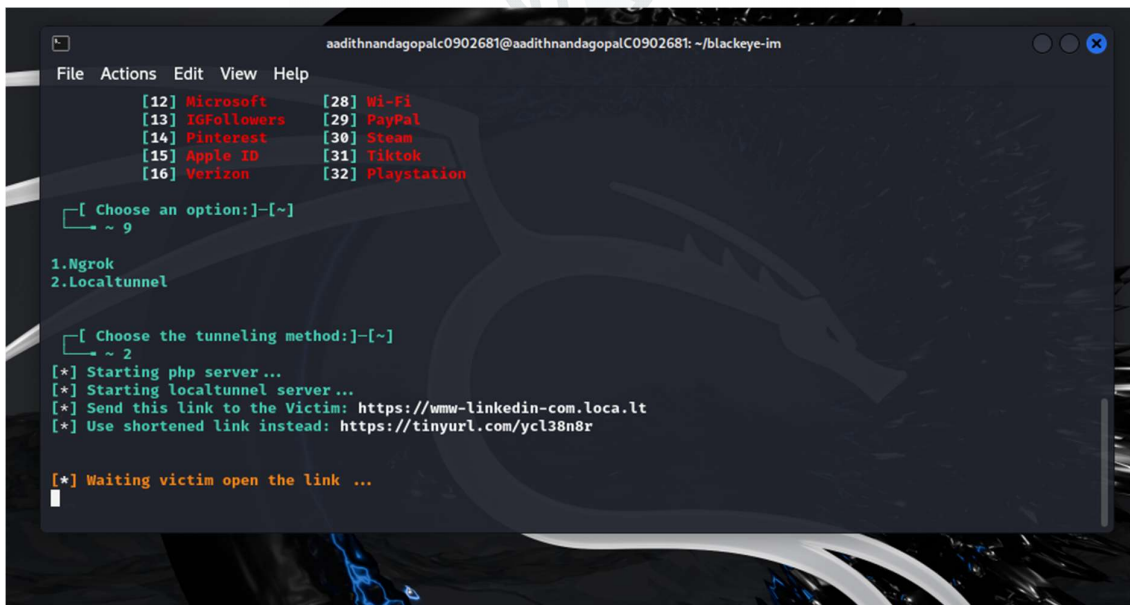 aadithnandagopalc0902681@aadithnandagopalC0902681: ~/blackeye-im
File Actions Edit View Help
[12] Microsoft [28] Wi-Fi
[13] IGFollowers [29] PayPal
[14] Pinterest [30] Steam
[15] Apple ID [31] Tiktok
[16] Verizon [32] Playstation
┌─[ Choose an option:]─[~]
└──╼ ~ 9
1.Ngrok
2.Localtunnel
┌─[ Choose the tunneling method:]─[~]
└──╼ ~ 2
[*] Starting php server ...
[*] Starting localtunnel server ...
[*] Send this link to the Victim: https://wmw-linkedin-com.loca.lt
[*] Use shortened link instead: https://tinyurl.com/ycl38n8r
[*] Waiting victim open the link ...